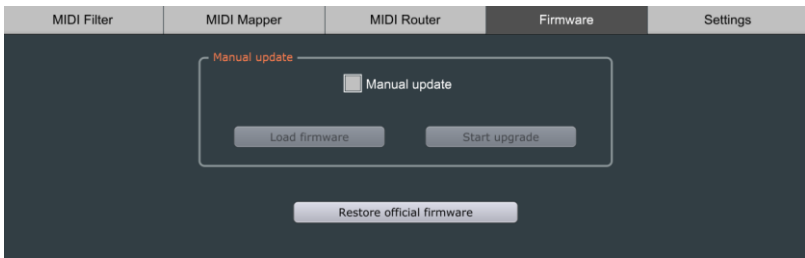 MIDI Filter MIDI Mapper MIDI Router Firmware Settings
Manual update
Manual update
Load firmware Start upgrade
Restore official firmware